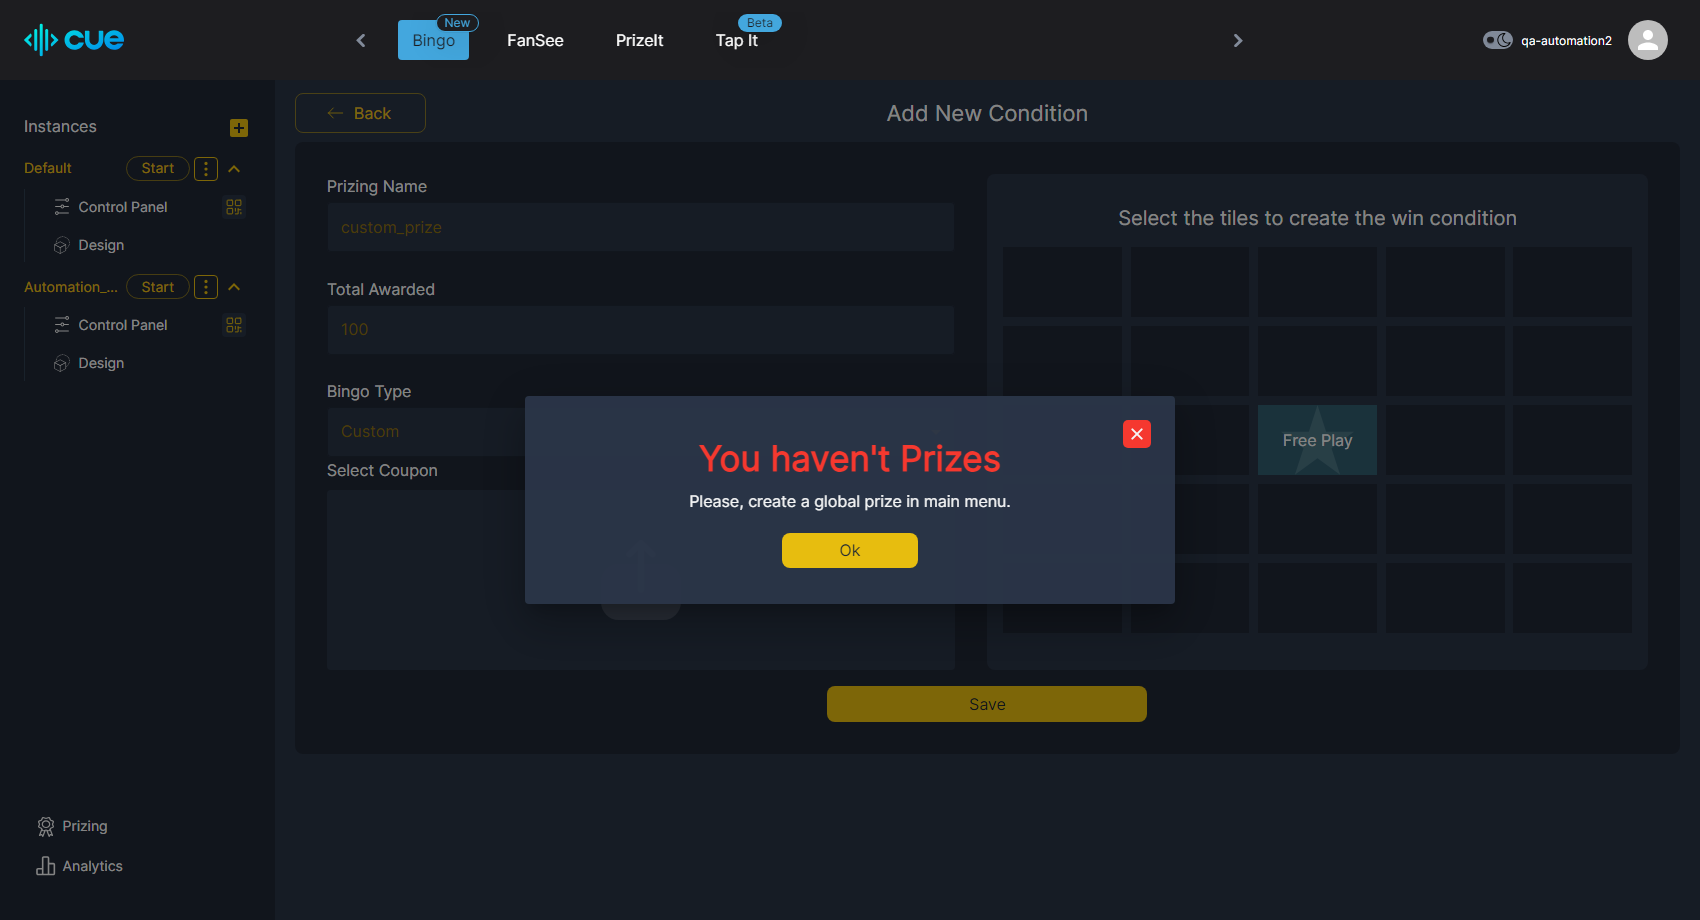 cue
Bingo
New
FanSee
PrizeIt
Tap It
Beta
qa-automation2
Instances
Default
Start
Control Panel
Design
Automation_...
Start
Control Panel
Design
Prizing
Analytics
Back
Add New Condition
Prizing Name
custom_prize
Total Awarded
100
Bingo Type
Custom
Select Coupon
Select the tiles to create the win condition
Free Play
You haven't Prizes
Please, create a global prize in main menu.
Ok
Save